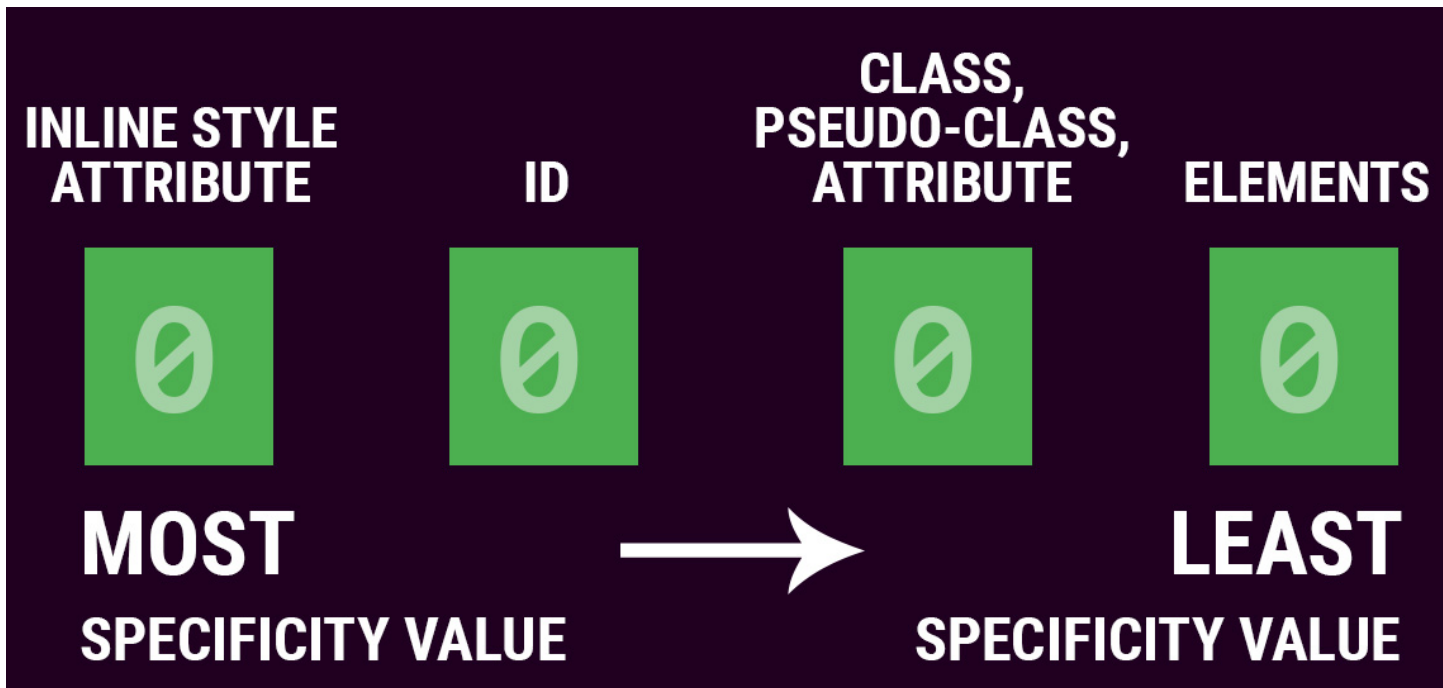 INLINE STYLE
ATTRIBUTE
ID
CLASS,
PSEUDO-CLASS,
ATTRIBUTE
ELEMENTS
0
0
0
0
MOST
LEAST
SPECIFICITY VALUE
SPECIFICITY VALUE